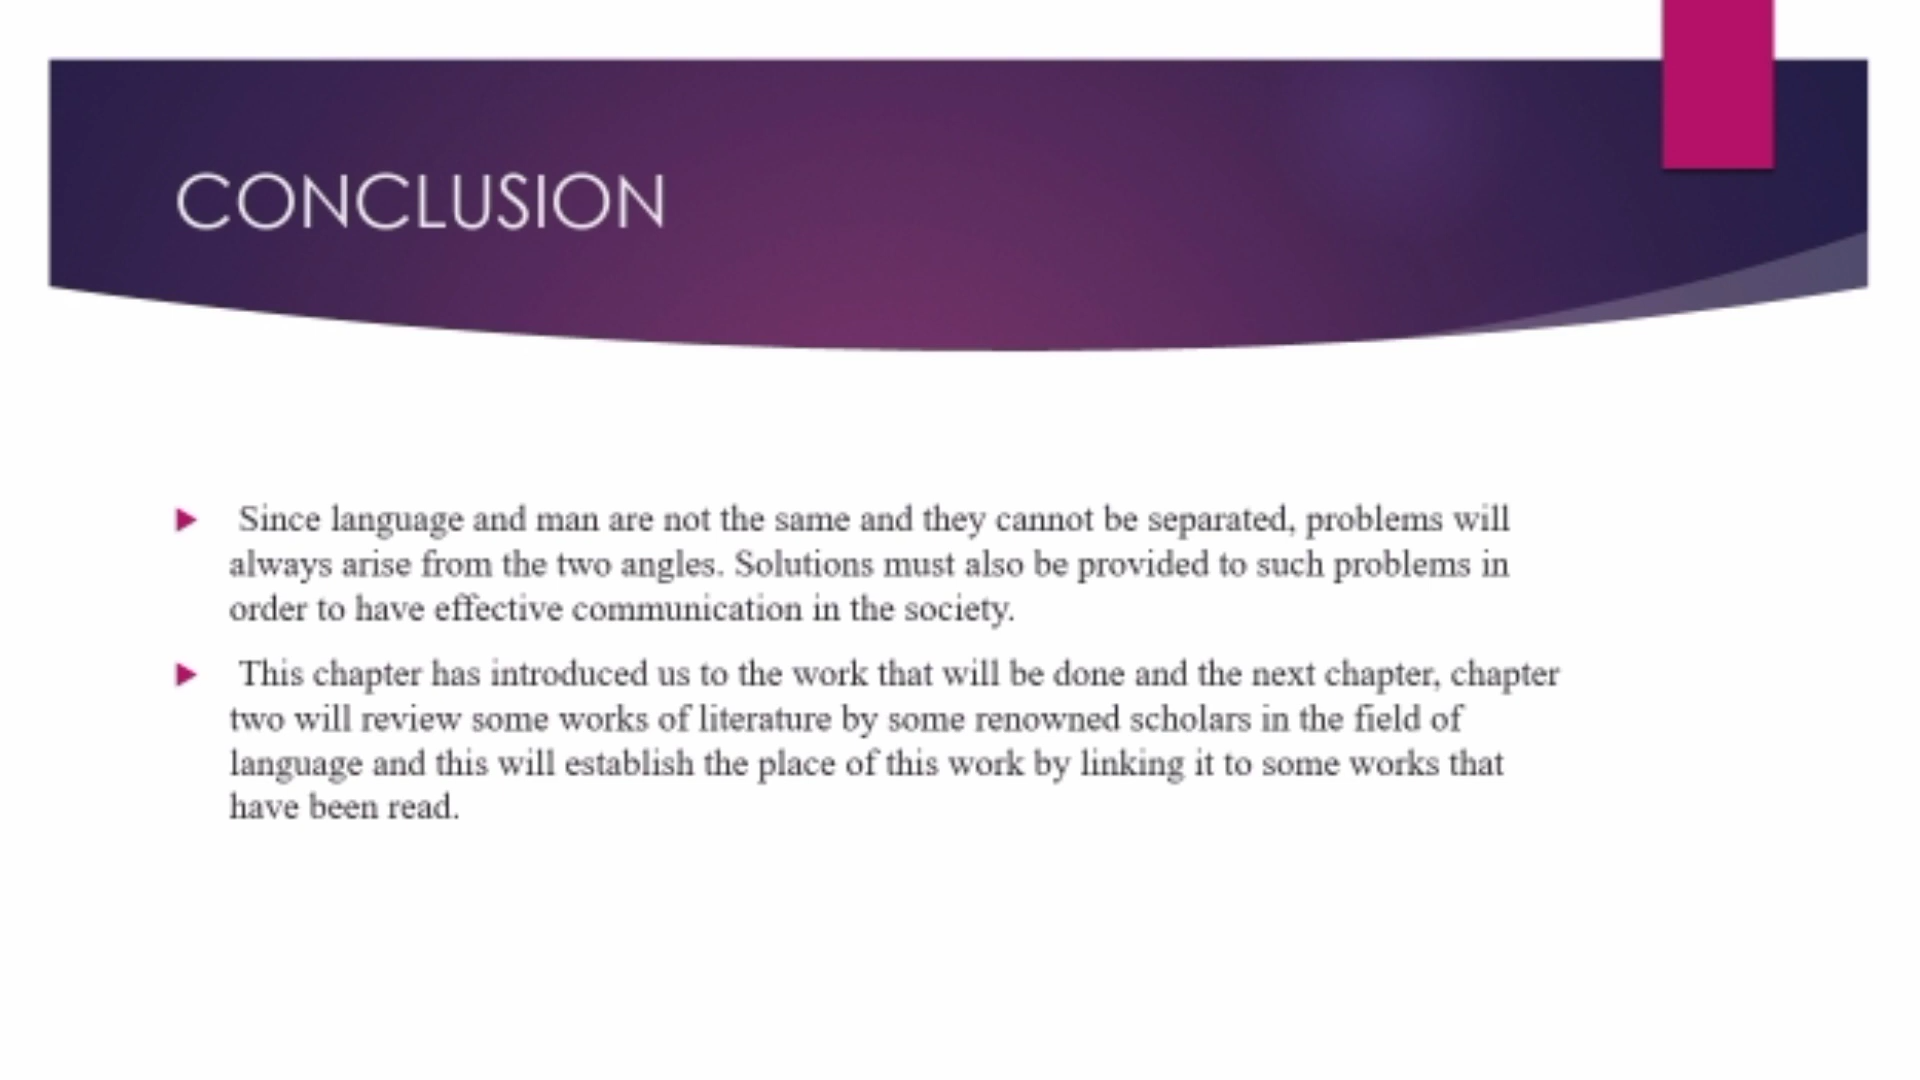 CONCLUSION
Since language and man are not the same and they cannot be separated, problems will
always arise from the two angles. Solutions must also be provided to such problems in
order to have effective communication in the society.
This chapter has introduced us to the work that will be done and the next chapter, chapter
two will review some works of literature by some renowned scholars in the field of
language and this will establish the place of this work by linking it to some works that
have been read.